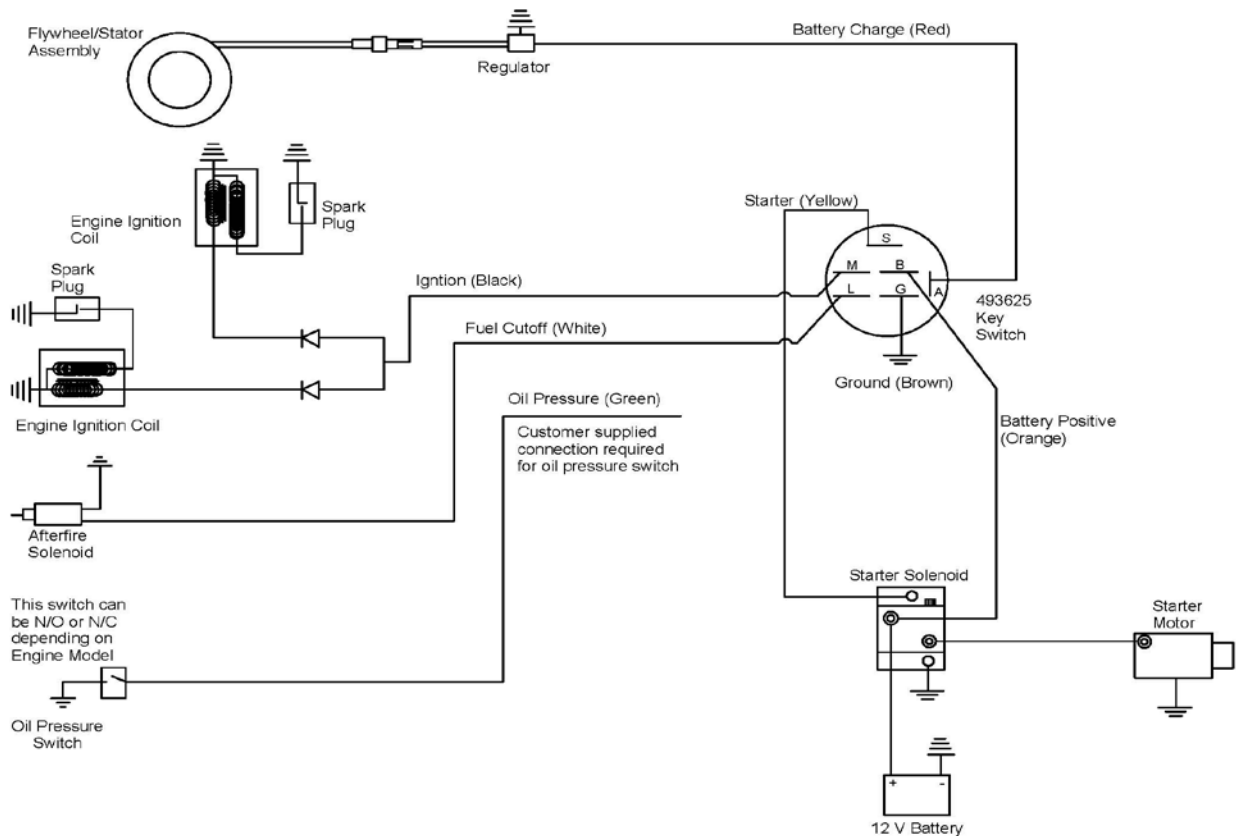 Flywheel/Stator
Assembly
Regulator
Battery Charge (Red)
Engine Ignition
Coil
Spark
Plug
Starter (Yellow)
S
M
B
L
G
A
493625
Key
Switch
Spark
Plug
Igntion (Black)
Fuel Cutoff (White)
Ground (Brown)
Engine Ignition Coil
Oil Pressure (Green)
Customer supplied
connection required
for oil pressure switch
Battery Positive
(Orange)
Afterfire
Solenoid
Starter Solenoid
Starter
Motor
This switch can
be N/O or N/C
depending on
Engine Model
Oil Pressure
Switch
+ -
12 V Battery